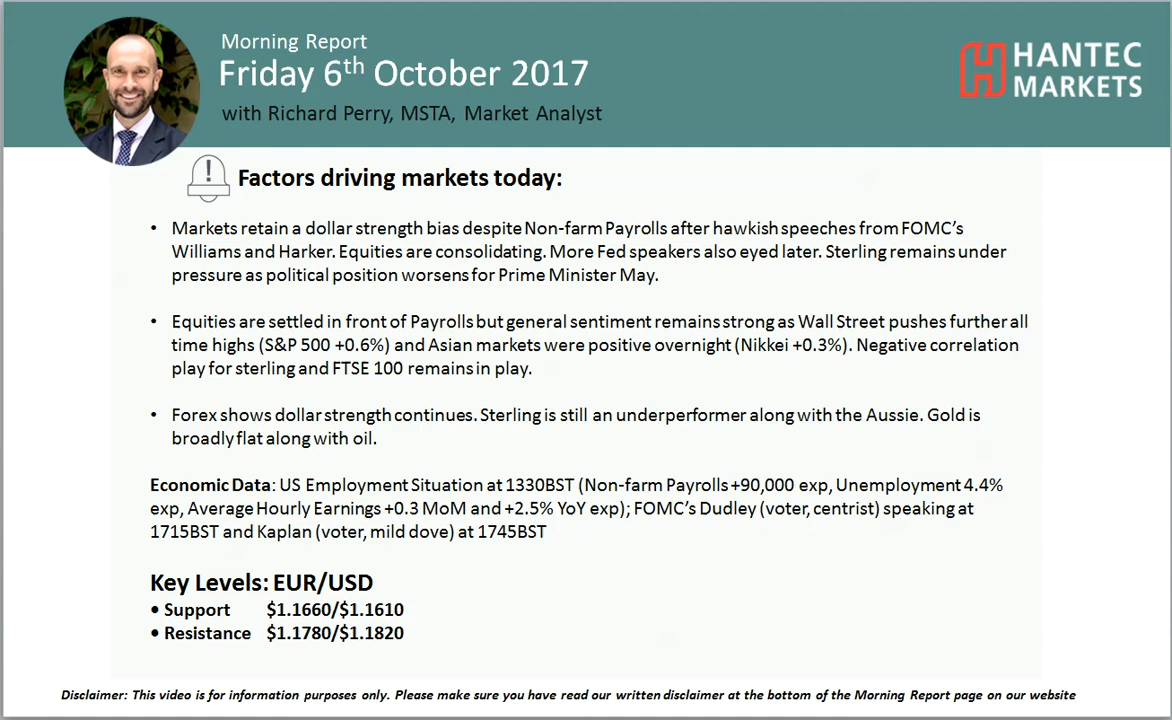 Morning Report
Friday 6th October 2017
with Richard Perry, MSTA, Market Analyst
HANTEC
MARKETS
Factors driving markets today:
• Markets retain a dollar strength bias despite Non-farm Payrolls after hawkish speeches from FOMC's
Williams and Harker. Equities are consolidating. More Fed speakers also eyed later. Sterling remains under
pressure as political position worsens for Prime Minister May.
• Equities are settled in front of Payrolls but general sentiment remains strong as Wall Street pushes further all
time highs (S&P 500 +0.6%) and Asian markets were positive overnight (Nikkei +0.3%). Negative correlation
play for sterling and FTSE 100 remains in play.
• Forex shows dollar strength continues. Sterling is still an underperformer along with the Aussie. Gold is
broadly flat along with oil.
Economic Data: US Employment Situation at 1330BST (Non-farm Payrolls +90,000 exp, Unemployment 4.4%
exp, Average Hourly Earnings +0.3 MoM and +2.5% YoY exp); FOMC's Dudley (voter, centrist) speaking at
1715BST and Kaplan (voter, mild dove) at 1745BST
Key Levels: EUR/USD
• Support $1.1660/$1.1610
• Resistance $1.1780/$1.1820
Disclaimer: This video is for information purposes only. Please make sure you have read our written disclaimer at the bottom of the Morning Report page on our website